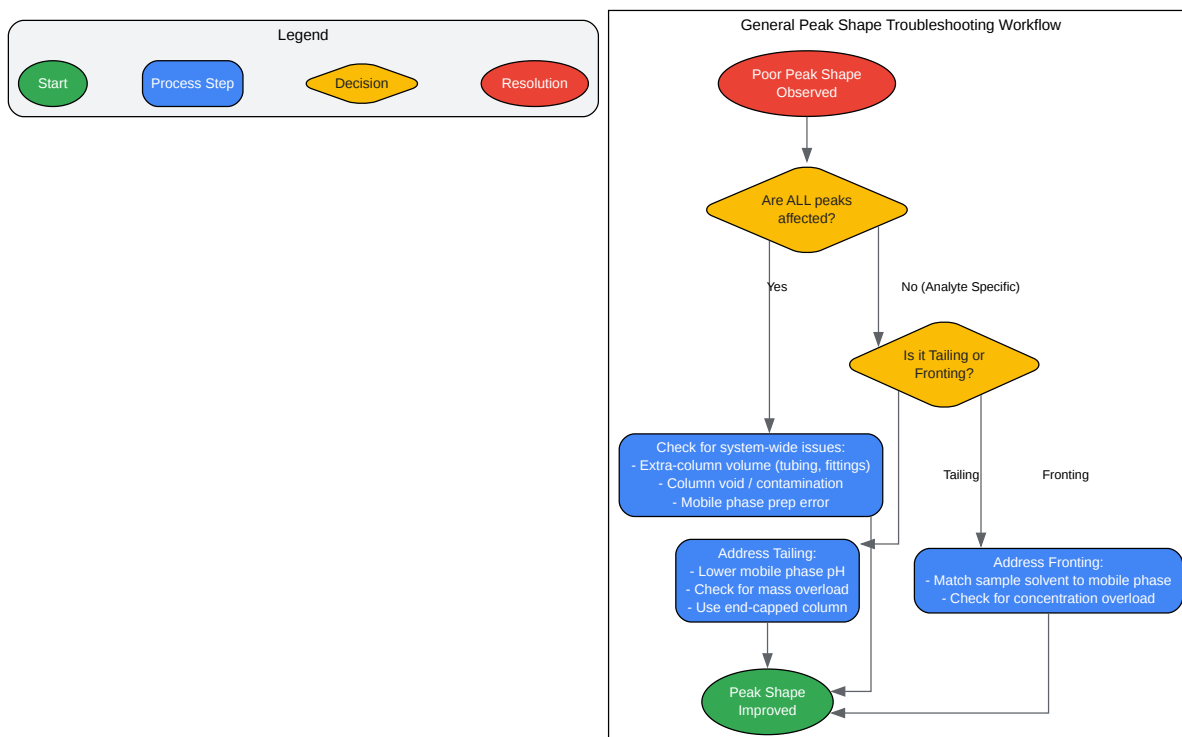 Legend
Start
Process Step
Decision
Resolution
General Peak Shape Troubleshooting Workflow
Poor Peak Shape
Observed
Are ALL peaks
affected?
Yes
No (Analyte Specific)
Is it Tailing or
Fronting?
Check for system-wide issues:
- Extra-column volume (tubing, fittings)
- Column void / contamination
- Mobile phase prep error
Tailing
Fronting
Address Tailing:
- Lower mobile phase pH
- Check for mass overload
- Use end-capped column
Address Fronting:
- Match sample solvent to mobile phase
- Check for concentration overload
Peak Shape
Improved